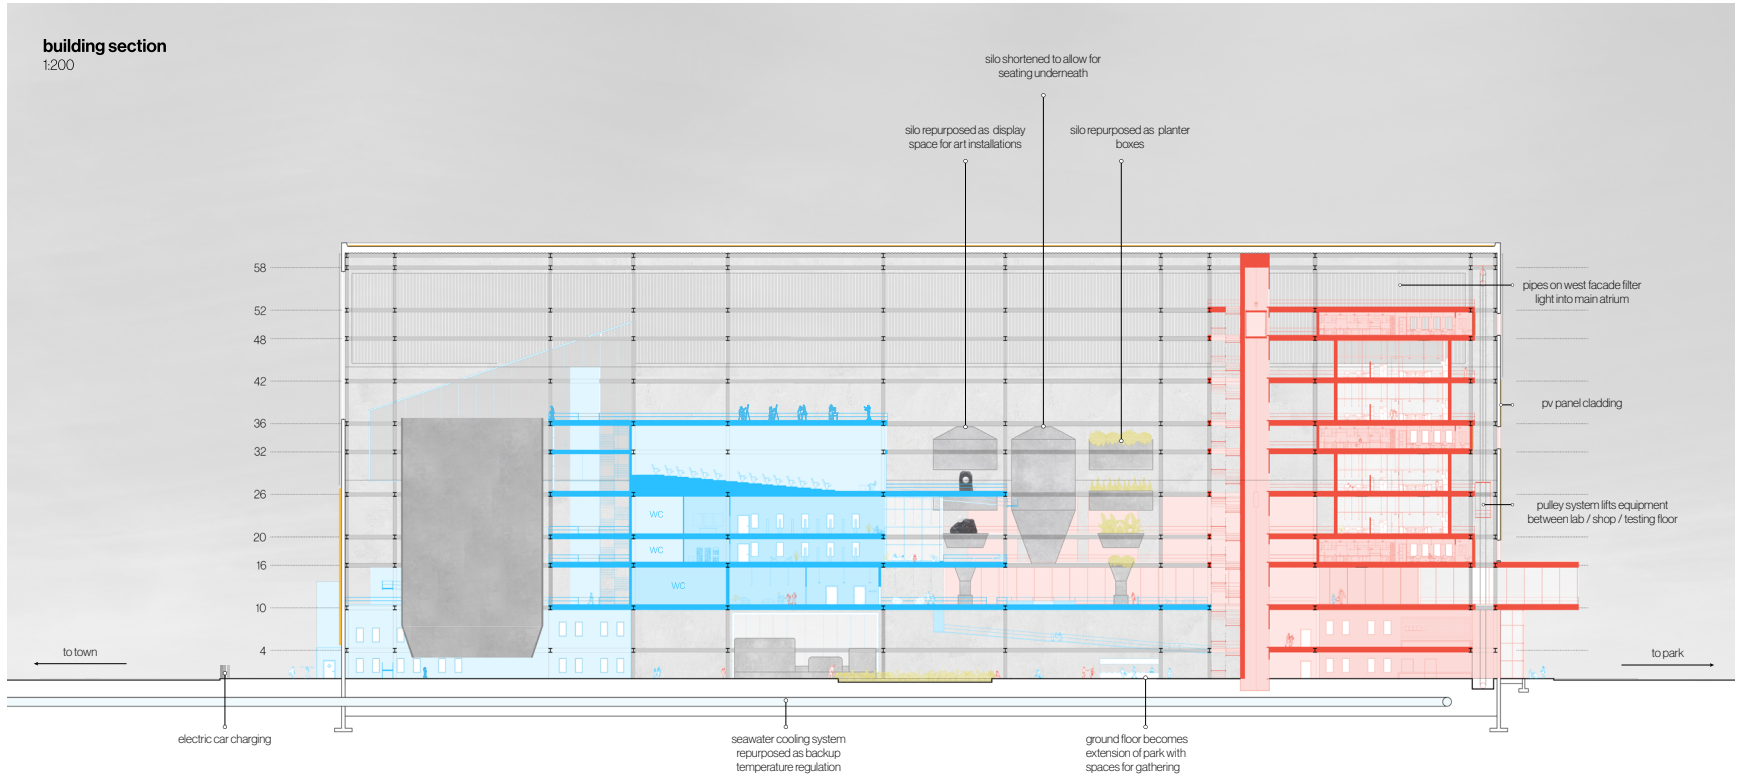 building section
1:200
silo shortened to allow for
seating underneath
silo repurposed as display
space for art installations
silo repurposed as planter
boxes
58
52
48
42
36
32
26
20
16
10
4
pipes on west facade filter
light into main atrium
pv panel cladding
pulley system lifts equipment
between lab / shop / testing floor
WC
WC
WC
to town
to park
electric car charging
seawater cooling system
repurposed as backup
temperature regulation
ground floor becomes
extension of park with
spaces for gathering